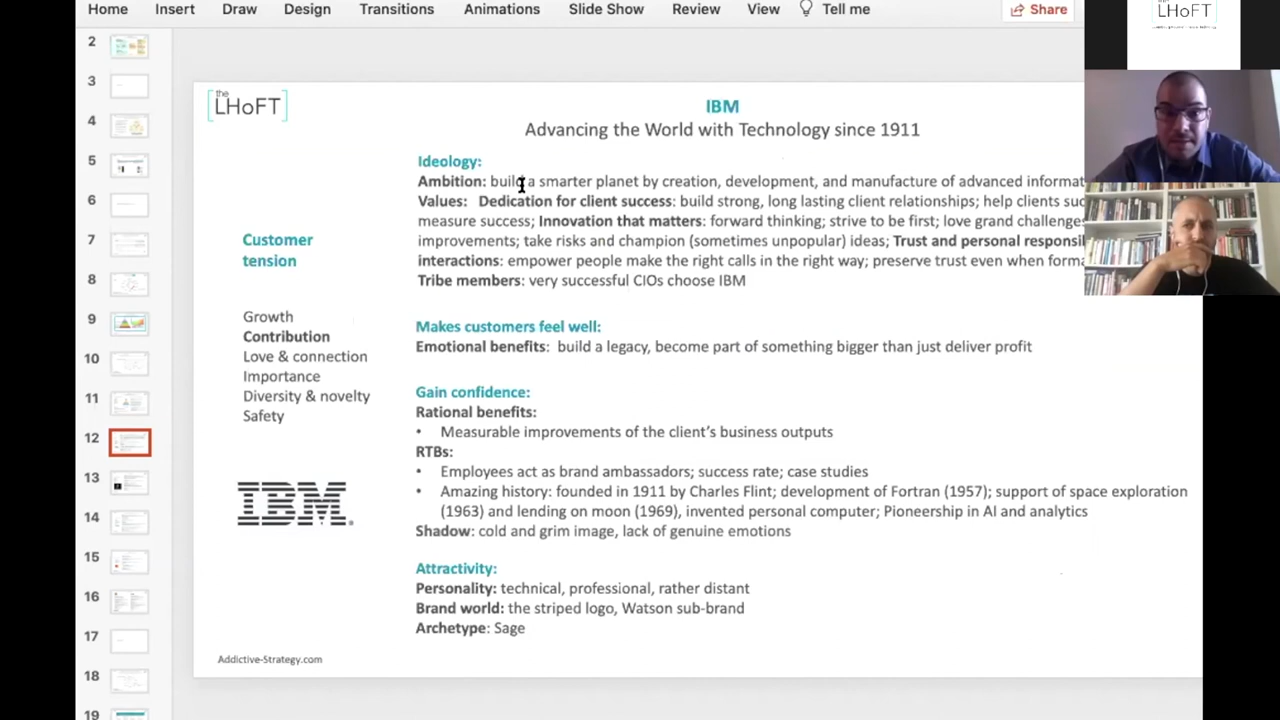 Home Insert Draw Design Transitions Animations Slide Show Review View Tell me Share
the
LHoFT
2
3
4
5
6
7
8
9
10
11
12
13
14
15
16
17
18
19
the
LHoFT
IBM
Advancing the World with Technology since 1911
Ideology:
Ambition: build a smarter planet by creation, development, and manufacture of advanced informat
Values: Dedication for client success: build strong, long lasting client relationships; help clients suc
measure success; Innovation that matters: forward thinking; strive to be first; love grand challenges
improvements; take risks and champion (sometimes unpopular) ideas; Trust and personal responsil
interactions: empower people make the right calls in the right way; preserve trust even when forma
Tribe members: very successful CIOs choose IBM
Customer
tension
Growth
Contribution
Love & connection
Importance
Diversity & novelty
Safety
IBM
Makes customers feel well:
Emotional benefits: build a legacy, become part of something bigger than just deliver profit
Gain confidence:
Rational benefits:
• Measurable improvements of the client's business outputs
RTBs:
• Employees act as brand ambassadors; success rate; case studies
• Amazing history: founded in 1911 by Charles Flint; development of Fortran (1957); support of space exploration
(1963) and lending on moon (1969), invented personal computer; Pioneership in AI and analytics
Shadow: cold and grim image, lack of genuine emotions
Attractivity:
Personality: technical, professional, rather distant
Brand world: the striped logo, Watson sub-brand
Archetype: Sage
Addictive-Strategy.com